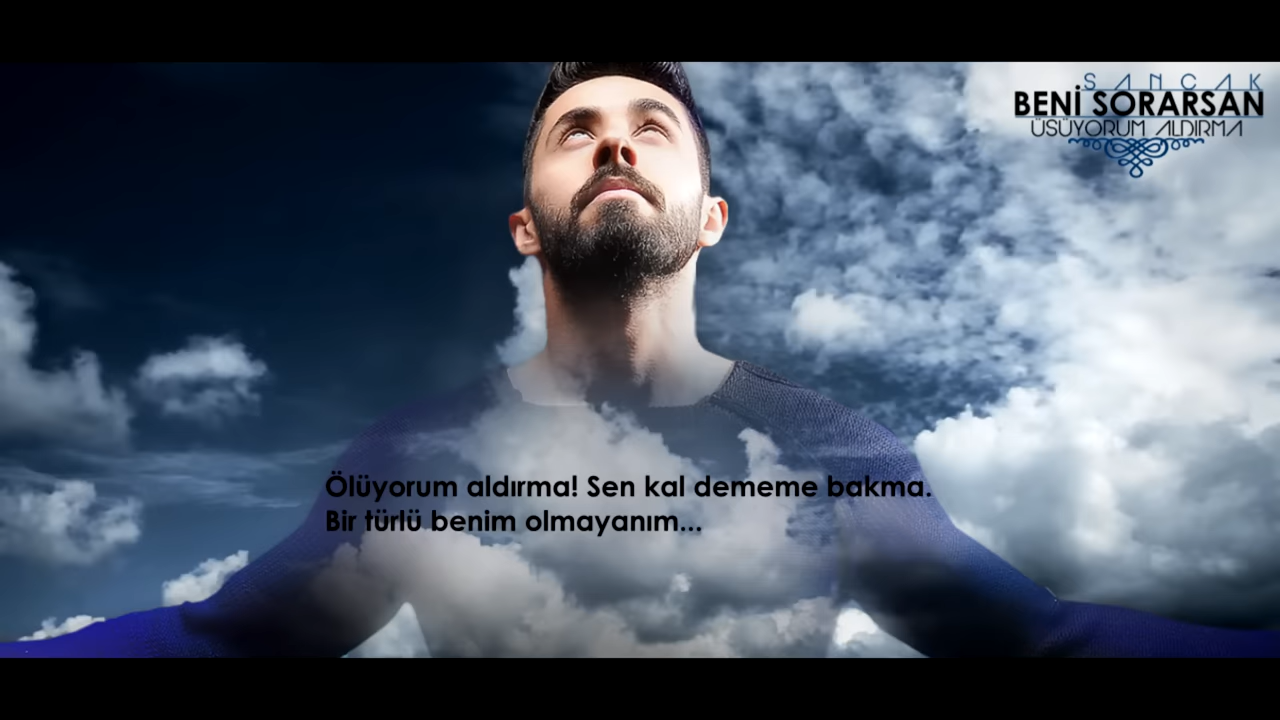 SANCAK
BENİ SORARSAN
ÜŞÜYORUM ALDIRMA
Ölüyorum aldırma! Sen kal dememe bakma.
Bir türlü benim olmayanım...